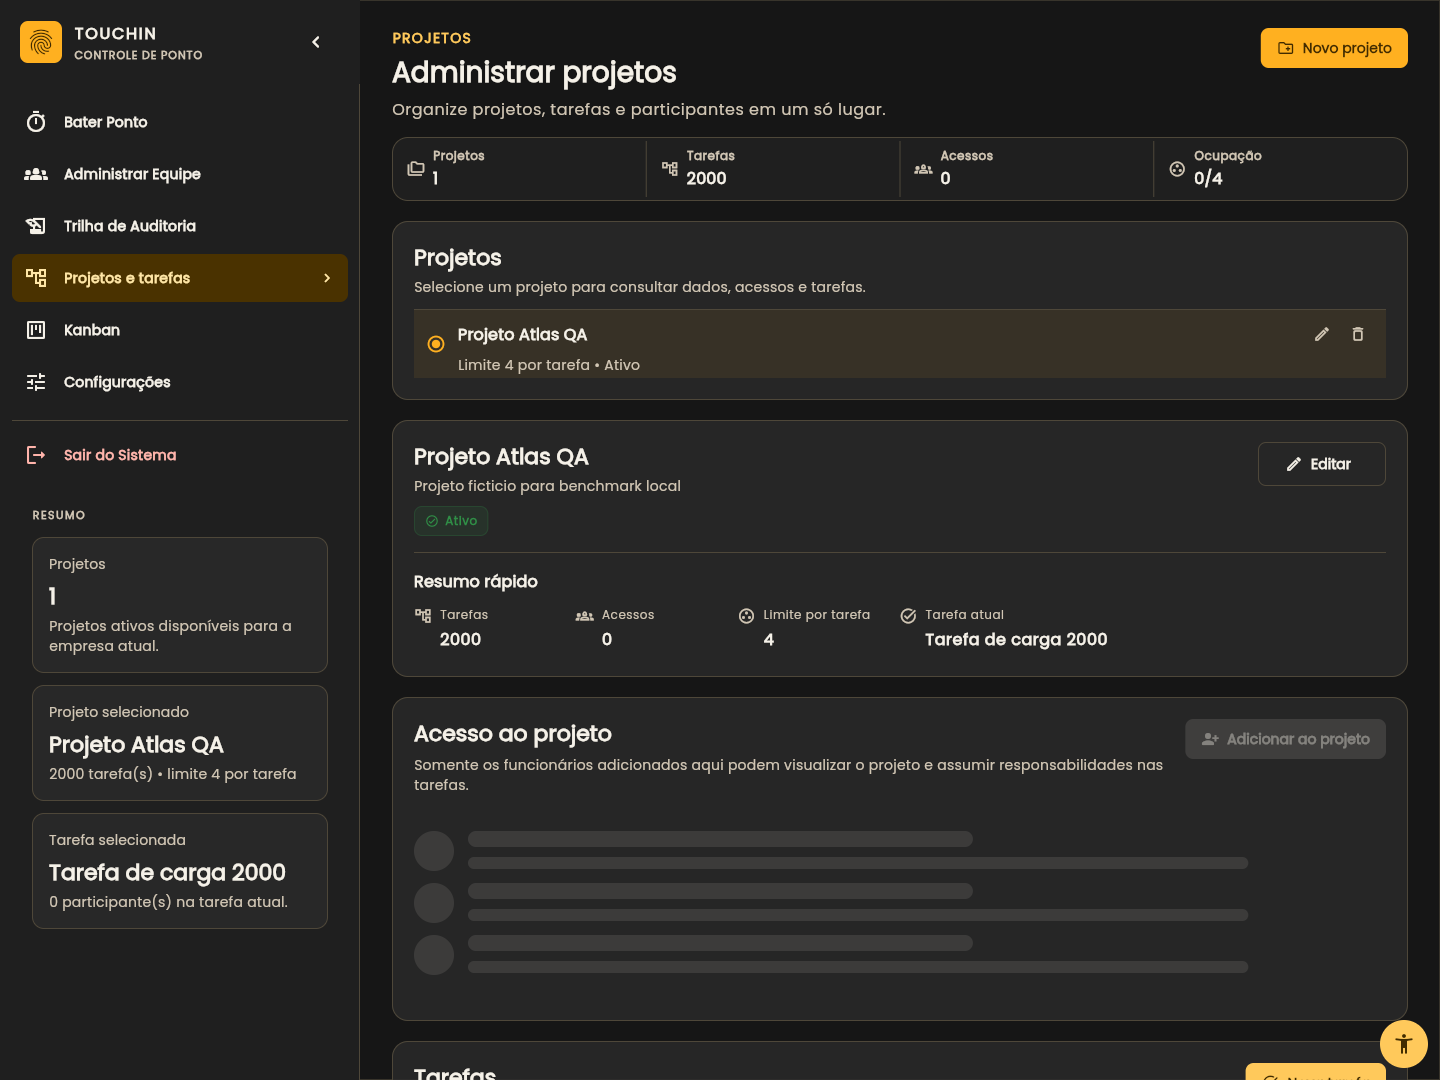 TOUCHIN
CONTROLE DE PONTO
Bater Ponto
Administrar Equipe
Trilha de Auditoria
Projetos e tarefas
Kanban
Configurações
Sair do Sistema
RESUMO
Projetos
1
Projetos ativos disponíveis para a
empresa atual.
Projeto selecionado
Projeto Atlas QA
2000 tarefa(s) • limite 4 por tarefa
Tarefa selecionada
Tarefa de carga 2000
0 participante(s) na tarefa atual.
PROJETOS
Administrar projetos
Organize projetos, tarefas e participantes em um só lugar.
Novo projeto
Projetos
1
Tarefas
2000
Acessos
0
Ocupação
0/4
Projetos
Selecione um projeto para consultar dados, acessos e tarefas.
Projeto Atlas QA
Limite 4 por tarefa • Ativo
Projeto Atlas QA
Projeto ficticio para benchmark local
Editar
Ativo
Resumo rápido
Tarefas
2000
Acessos
0
Limite por tarefa
4
Tarefa atual
Tarefa de carga 2000
Acesso ao projeto
Somente os funcionários adicionados aqui podem visualizar o projeto e assumir responsabilidades nas
tarefas.
Adicionar ao projeto
Tarefas